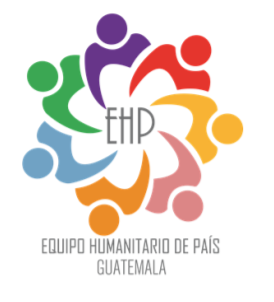 EHP
EQUIPO HUMANITARIO DE PAÍS
GUATEMALA